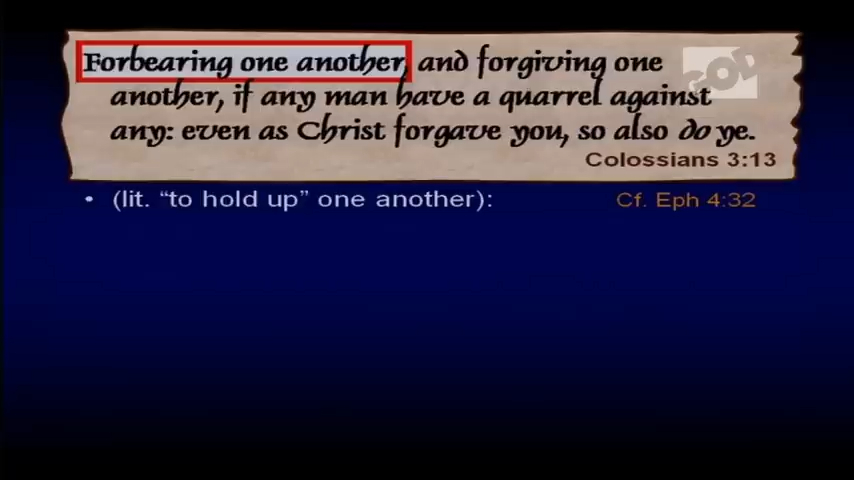 GOD
Forbearing one another, and forgiving one
another, if any man have a quarrel against
any: even as Christ forgave you, so also do ye.
Colossians 3:13
• (lit. “to hold up” one another):
Cf. Eph 4:32